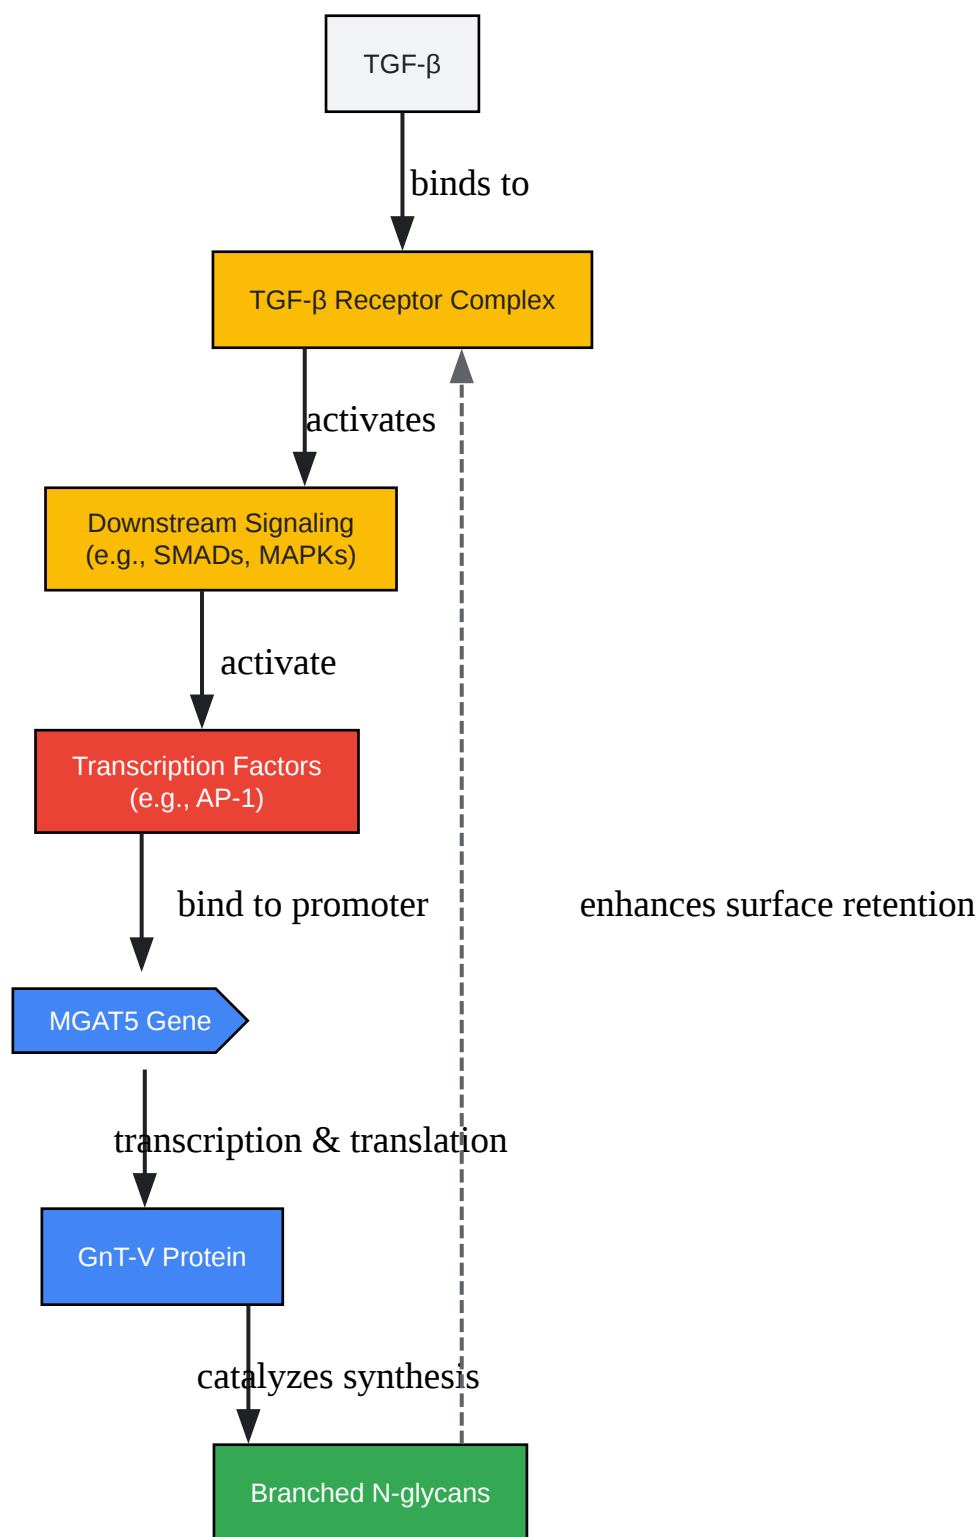 TGF-β
binds to
TGF-β Receptor Complex
activates
Downstream Signaling
(e.g., SMADs, MAPKs)
activate
Transcription Factors
(e.g., AP-1)
bind to promoter
enhances surface retention
MGAT5 Gene
transcription & translation
GnT-V Protein
catalyzes synthesis
Branched N-glycans